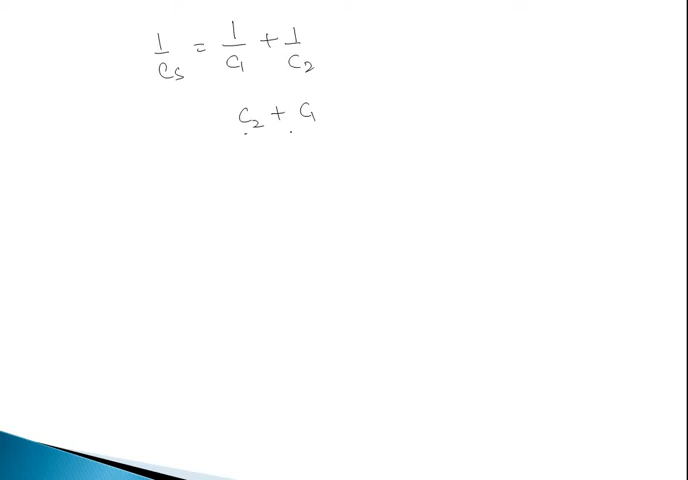 1/Cs = 1/C1 + 1/C2
C2 + C1